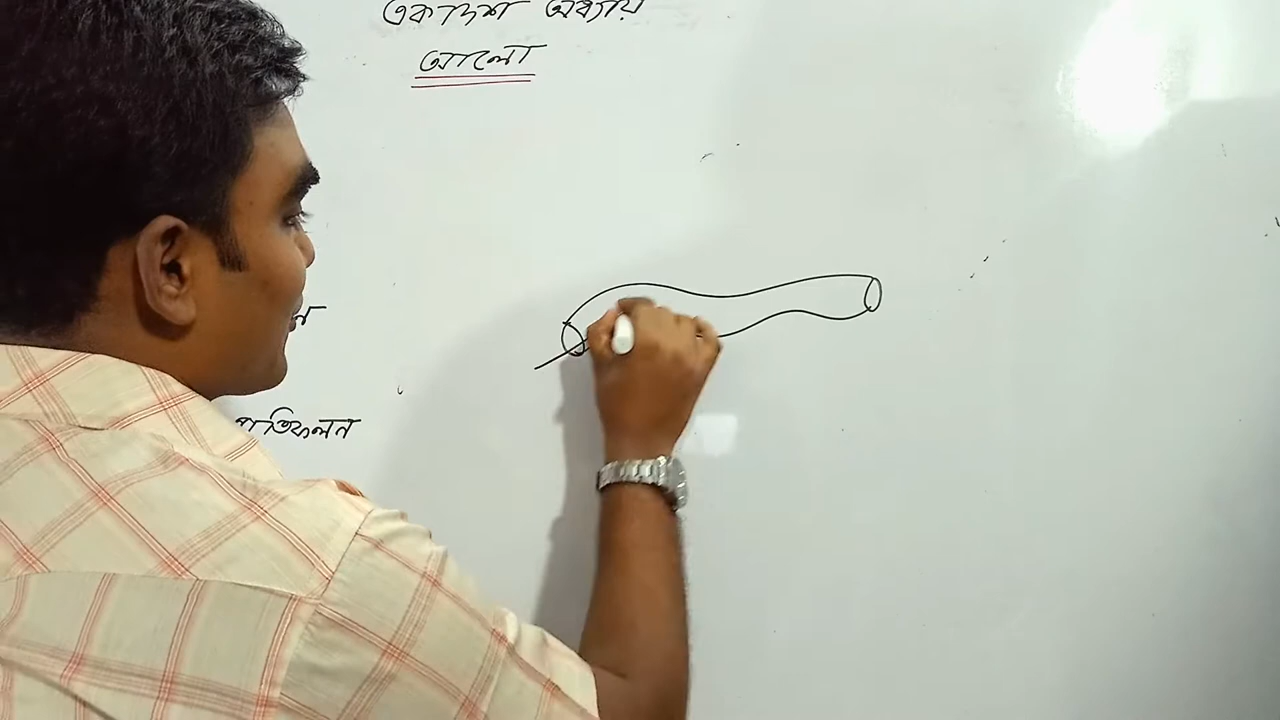 একাদশ অধ্যায়
আলো
ন
প্রতিফলন